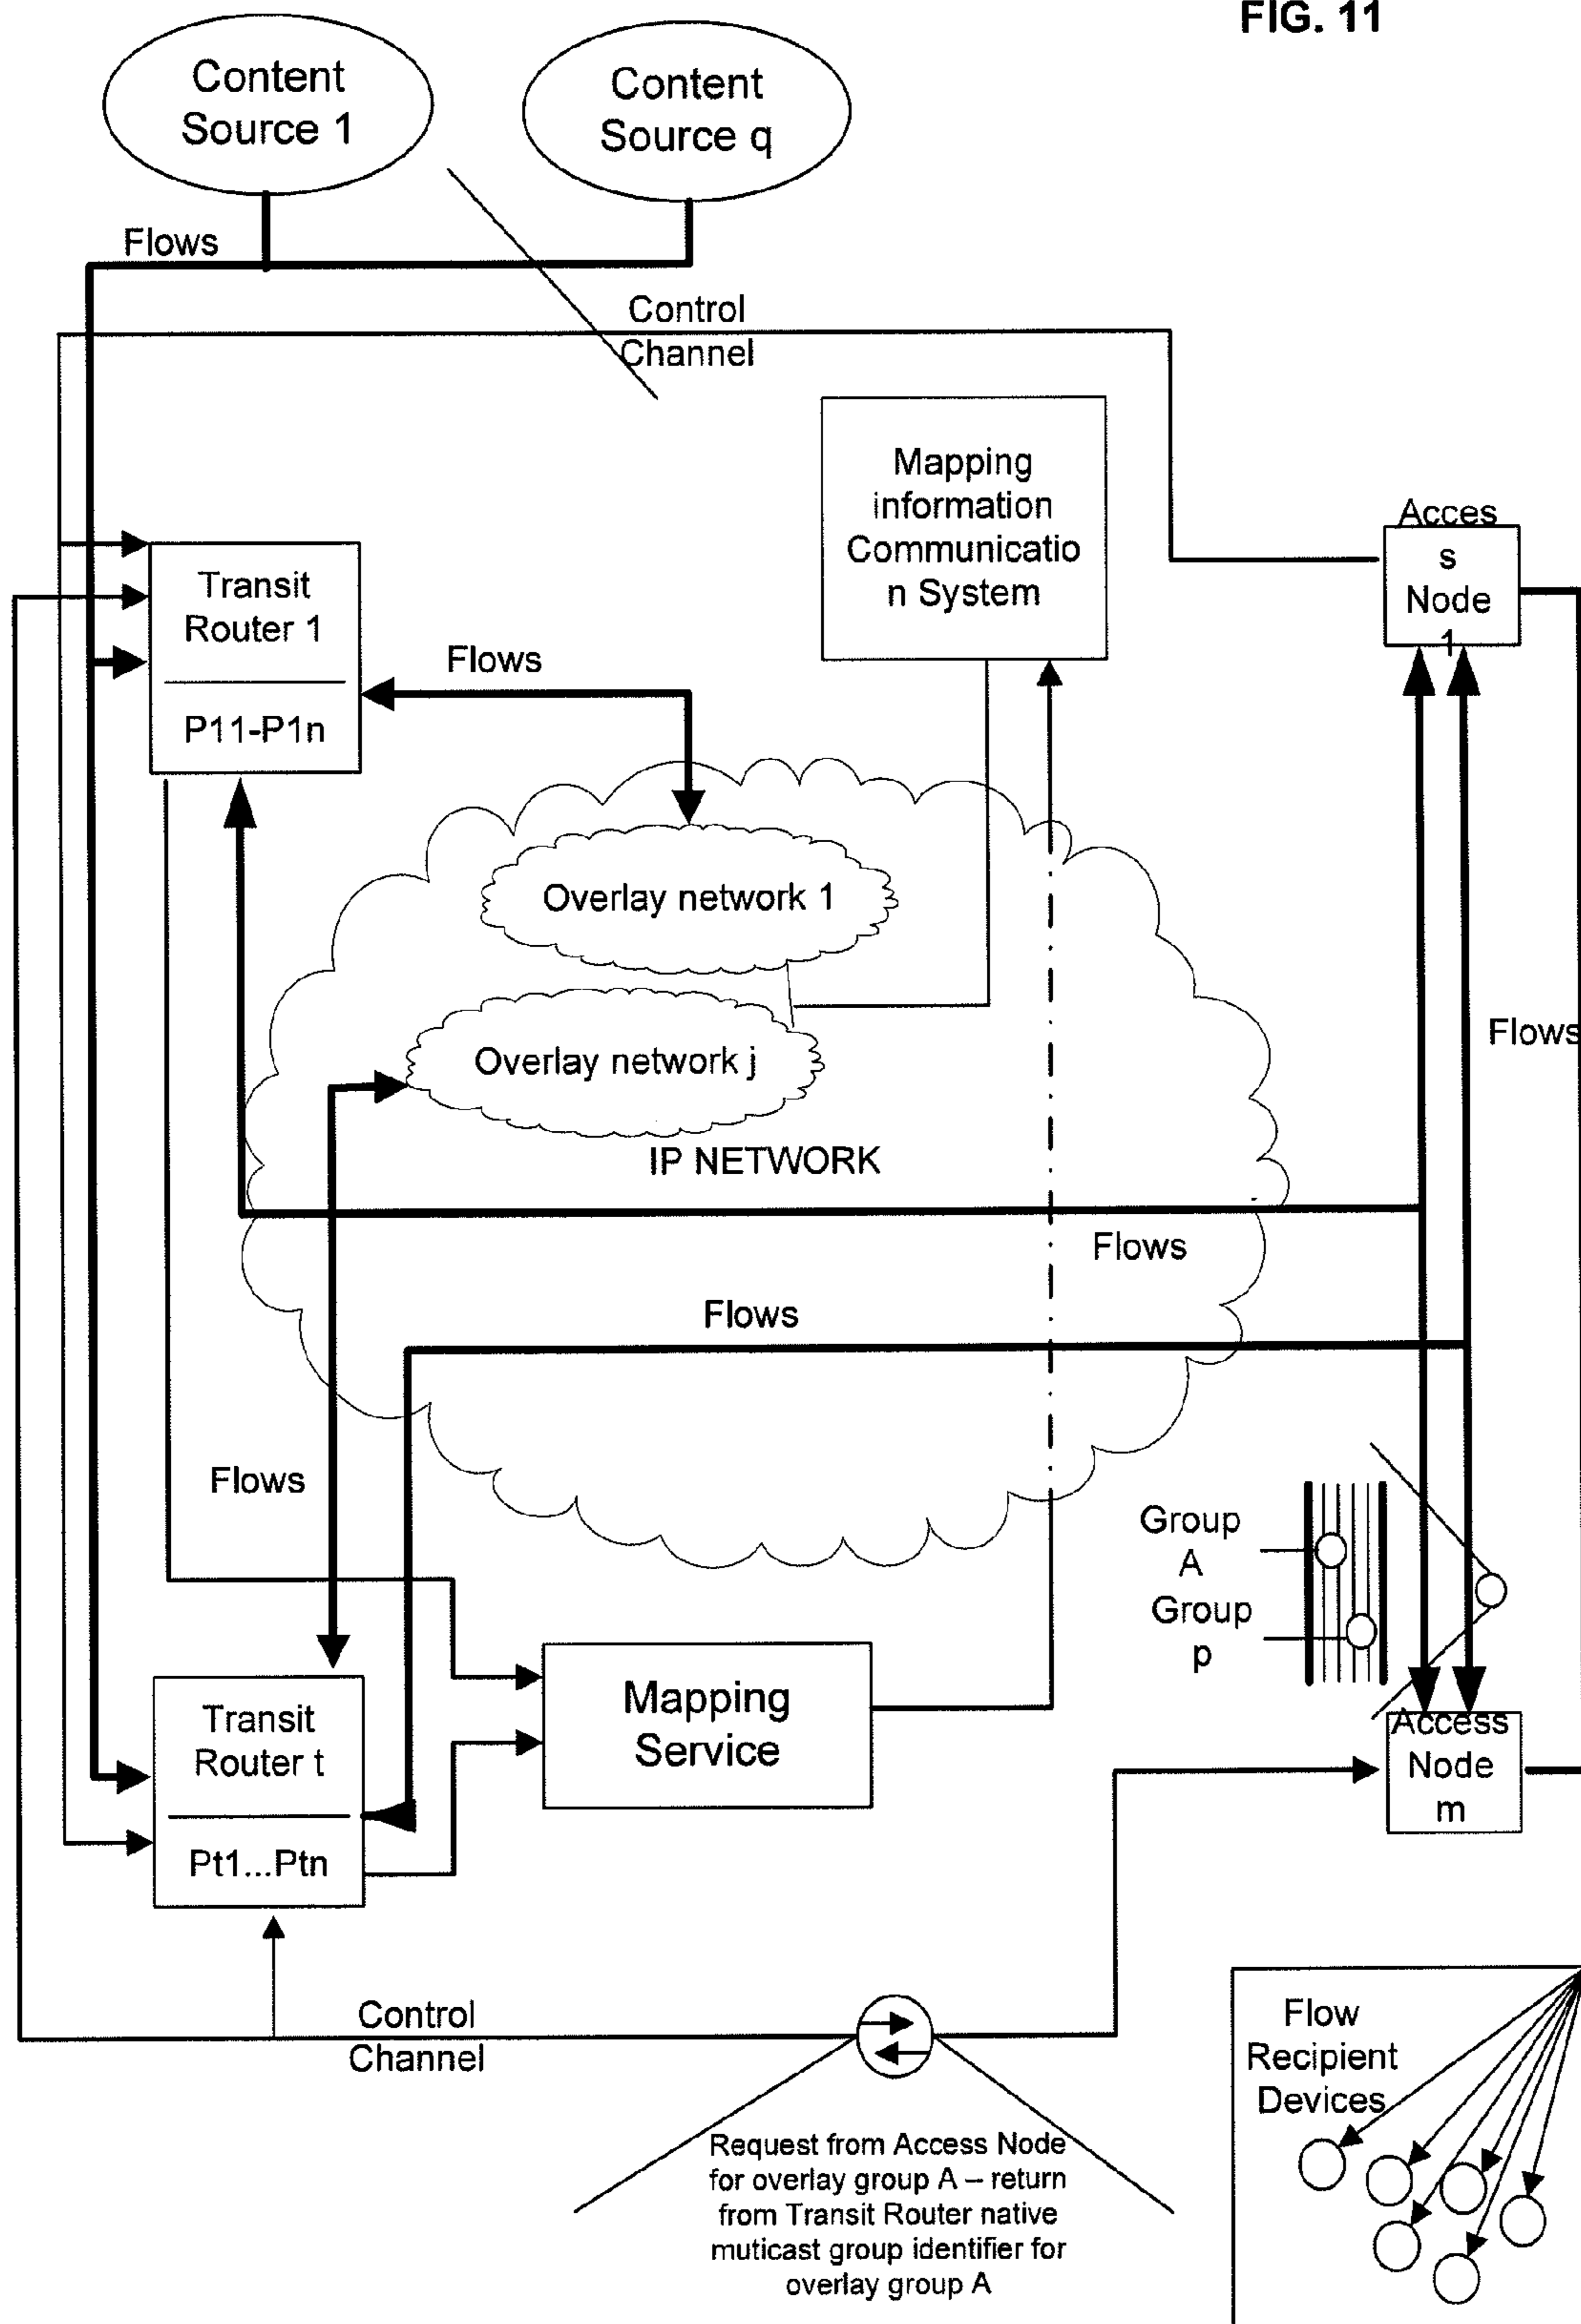 FIG. 11
Content
Source 1
Content
Source q
Flows
Control
Channel
Mapping
information
Communicatio
n System
Acces
s
Node
1
Transit
Router 1
P11-P1n
Flows
Overlay network 1
Overlay network j
Flows
IP NETWORK
Flows
Flows
Flows
Group
A
Group
p
Transit
Router t
Pt1...Ptn
Mapping
Service
Access
Node
m
Control
Channel
Flow
Recipient
Devices
Request from Access Node
for overlay group A – return
from Transit Router native
muticast group identifier for
overlay group A